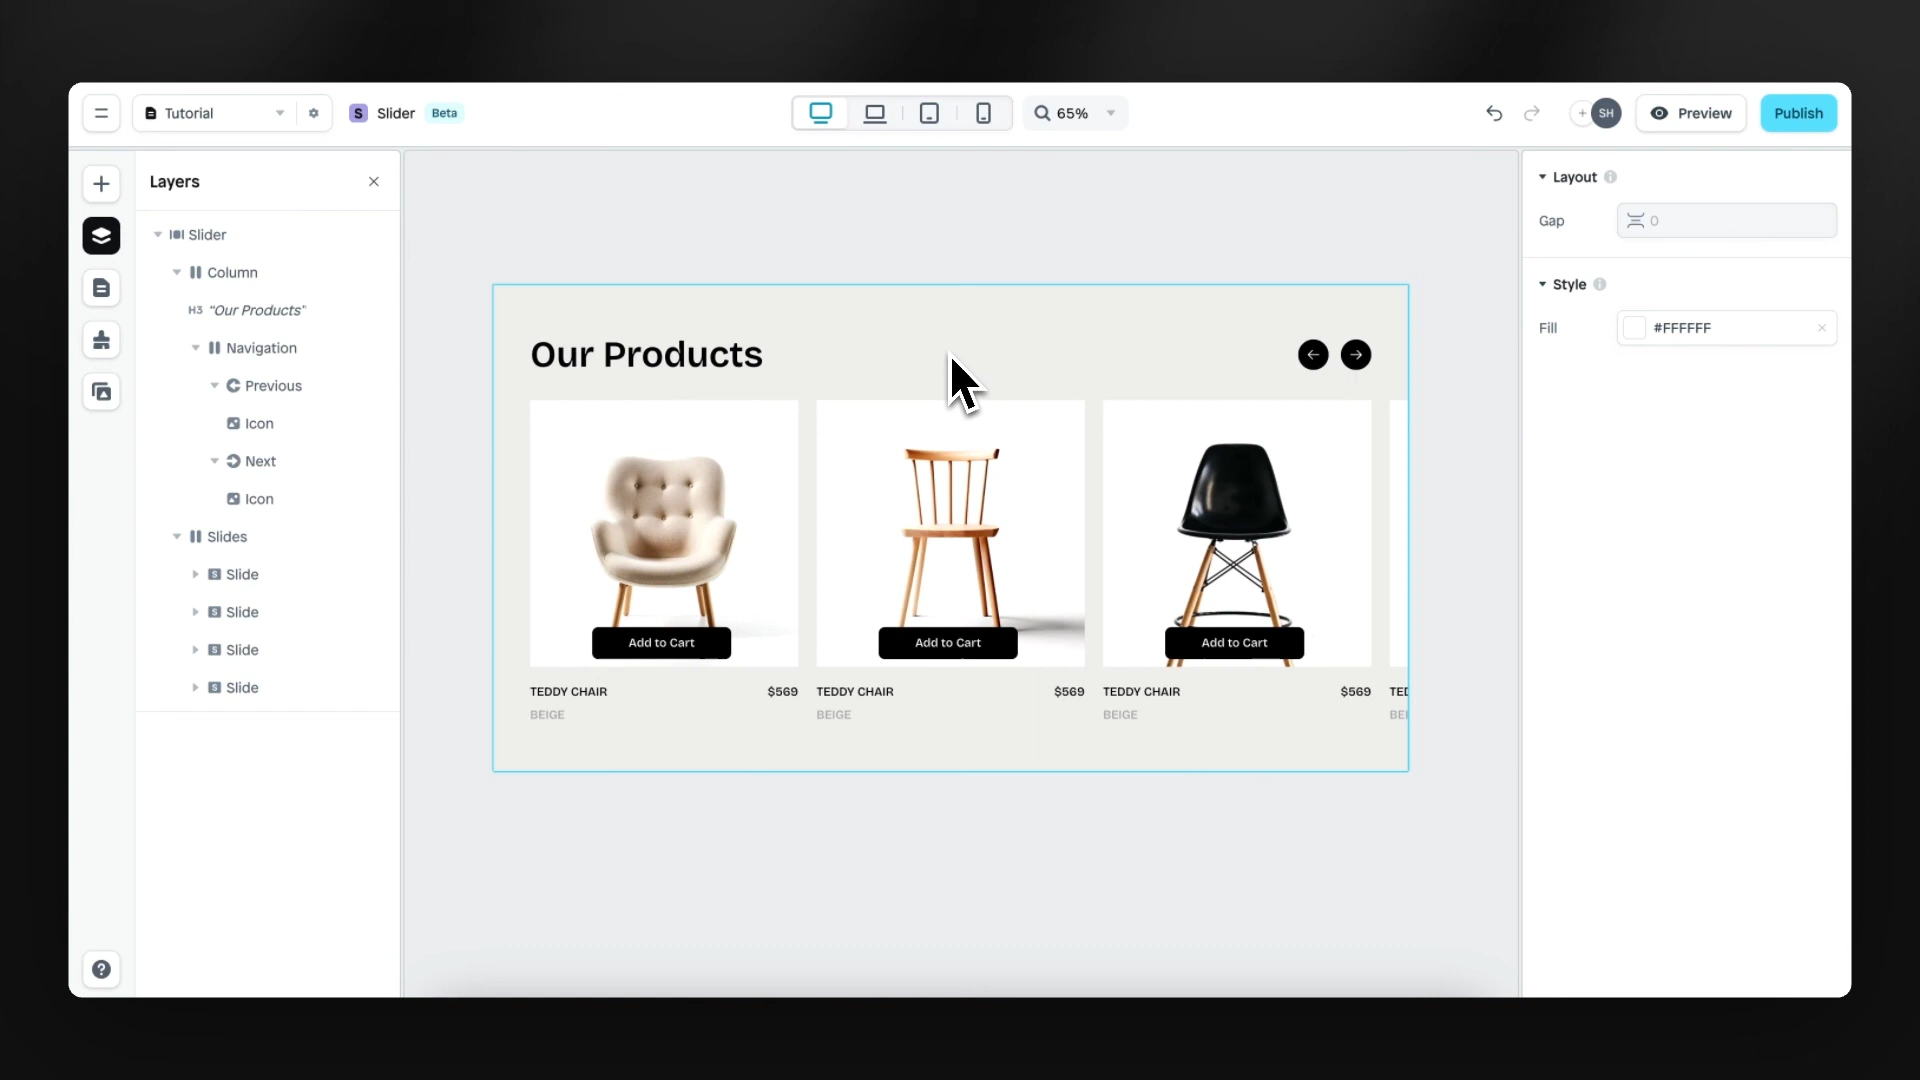 Tutorial
S Slider Beta
65%
+ SH
Preview
Publish
Layers
Slider
Column
H3 “Our Products”
Navigation
Previous
Icon
Next
Icon
Slides
S Slide
S Slide
S Slide
S Slide
Our Products
Add to Cart
Add to Cart
Add to Cart
TEDDY CHAIR $569
BEIGE
TEDDY CHAIR $569
BEIGE
TEDDY CHAIR $569
BEIGE
TED
BEI
Layout
Gap 0
Style
Fill #FFFFFF